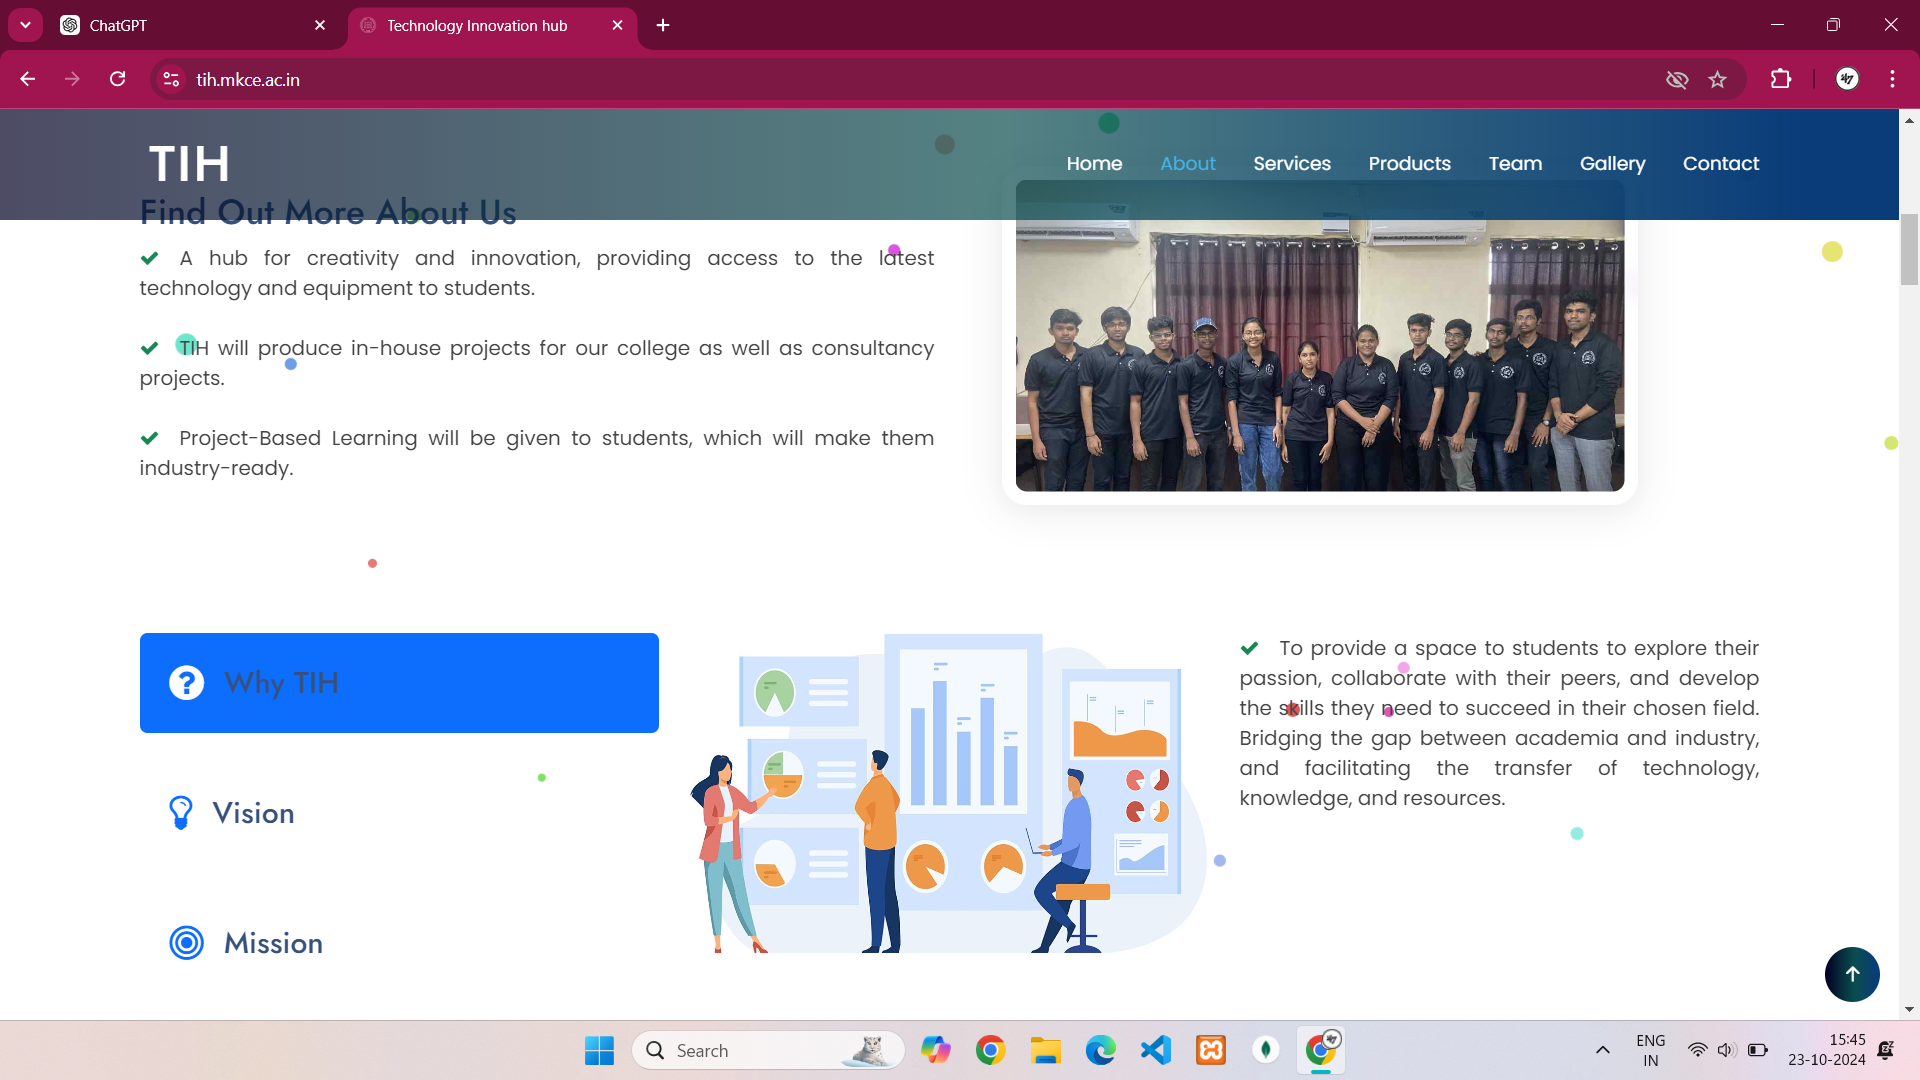 ChatGPT
Technology Innovation hub
tih.mkce.ac.in
TIH
Home About Services Products Team Gallery Contact
Find Out More About Us
A hub for creativity and innovation, providing access to the latest
technology and equipment to students.
TIH will produce in-house projects for our college as well as consultancy
projects.
Project-Based Learning will be given to students, which will make them
industry-ready.
Why TIH
Vision
Mission
To provide a space to students to explore their
passion, collaborate with their peers, and develop
the skills they need to succeed in their chosen field.
Bridging the gap between academia and industry,
and facilitating the transfer of technology,
knowledge, and resources.
Search
ENG
IN
15:45
23-10-2024